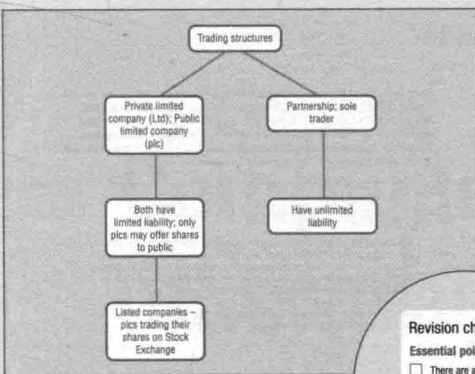 Trading structures
Private limited
company (Ltd); Public
limited company
(plc)
Partnership; sole
trader
Both have
limited liability; only
plcs may offer shares
to public
Have unlimited
liability
Listed companies –
plcs trading their
shares on Stock
Exchange
Revision
Essential
There are